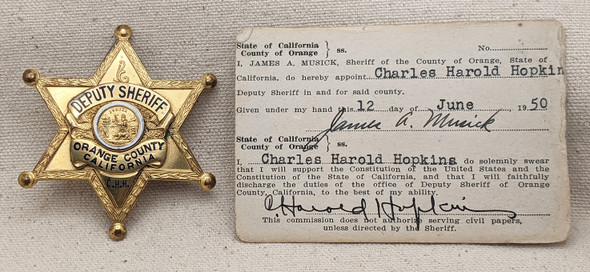 DEPUTY SHERIFF
ORANGE COUNTY
CALIFORNIA
C.H.H.
State of California } ss. No.
County of Orange
I, JAMES A. MUSICK, Sheriff of the County of Orange, State of
California, do hereby appoint Charles Harold Hopkin
Deputy Sheriff in and for said county.
Given under my hand this 12 day of June, 1950
James A. Musick
State of California } ss.
County of Orange
I, Charles Harold Hopkins do solemnly swear
that I will support the Constitution of the United States and the
Constitution of the State of California, and that I will faithfully
discharge the duties of the office of Deputy Sheriff of Orange
County, California, to the best of my ability.
C. Harold Hopkins
This commission does not authorize serving civil papers,
unless directed by the Sheriff.